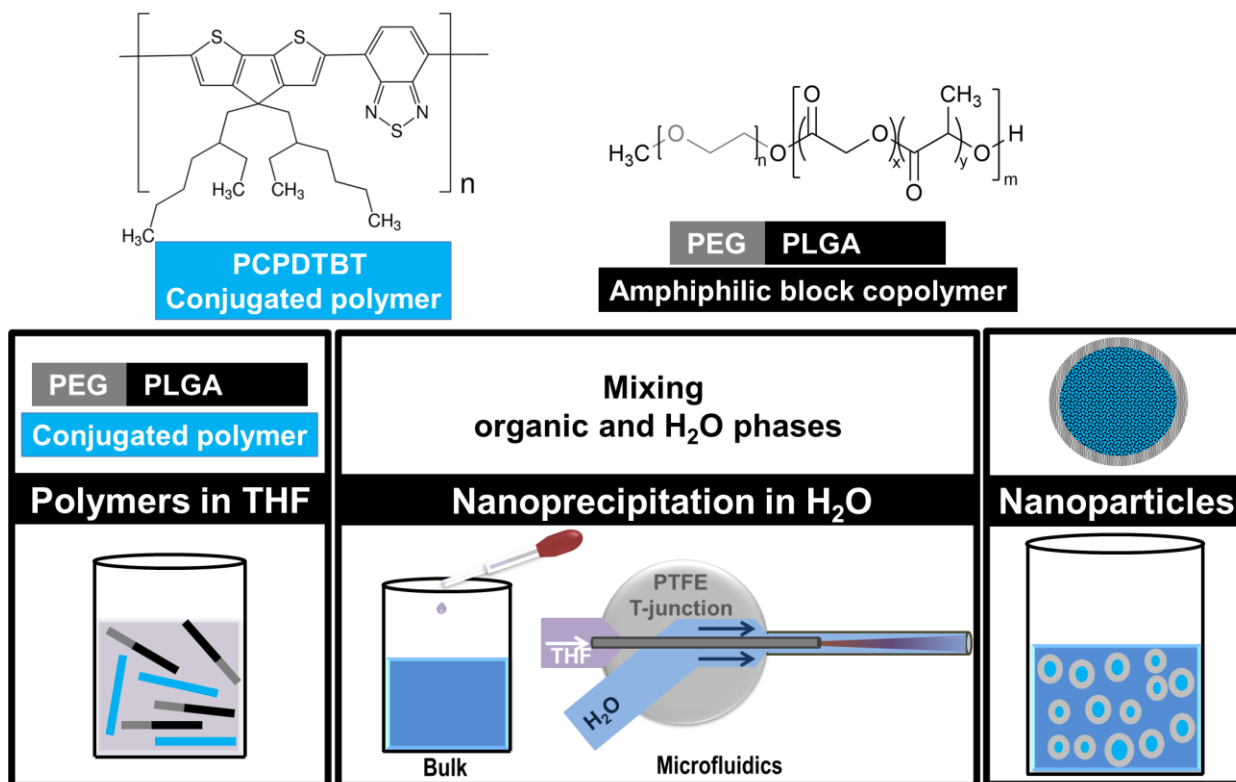 S
S
N
N
S
H₃C
CH₃
H₃C
CH₃
n
PCPDTBT
Conjugated polymer
H₃C
O
n
O
O
O
x
O
CH₃
y
O
H
m
PEG PLGA
Amphiphilic block copolymer
PEG PLGA
Conjugated polymer
Polymers in THF
Mixing
organic and H₂O phases
Nanoprecipitation in H₂O
PTFE
T-junction
THF
H₂O
Bulk
Microfluidics
Nanoparticles